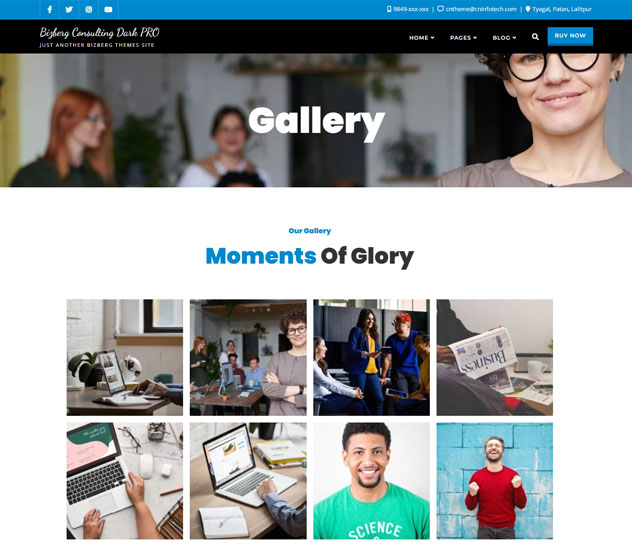 9849-xxx-xxx | cntheme@cninfotech.com | Tyagal, Patan, Lalitpur
Bizberg Consulting Dark PRO
JUST ANOTHER BIZBERG THEMES SITE
HOME PAGES BLOG BUY NOW
Gallery
Our Gallery
Moments Of Glory
Business
SCIENCE